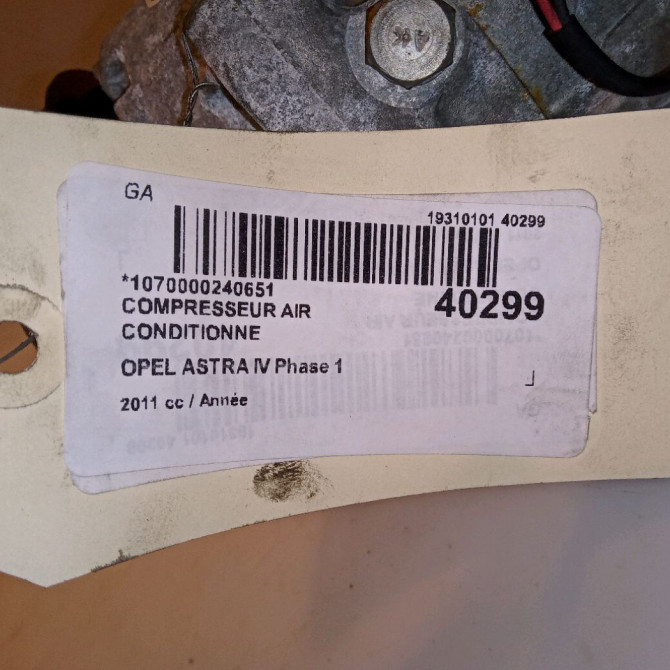 GA
19310101 40299
*1070000240651
40299
COMPRESSEUR AIR
CONDITIONNE
OPEL ASTRA IV Phase 1
2011 cc / Année